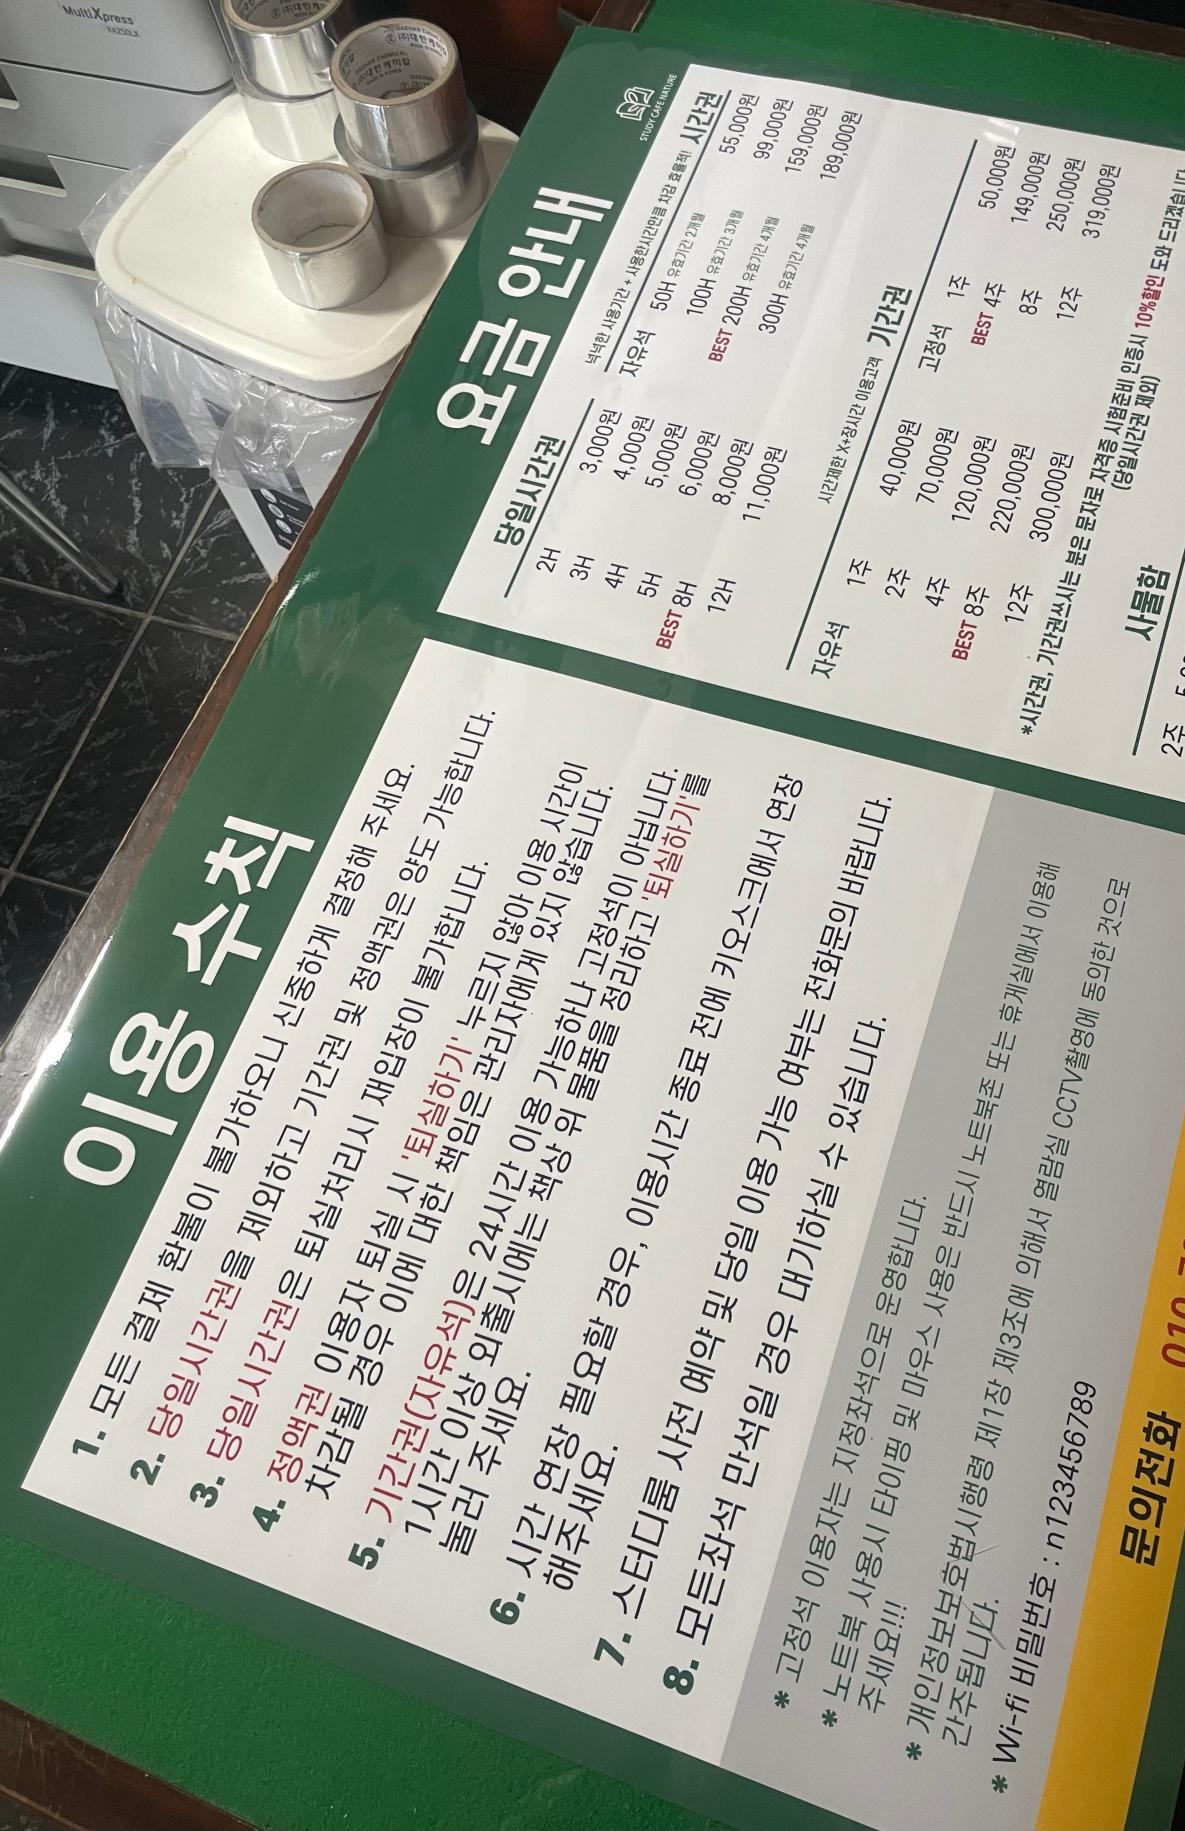 MultiXpress
K4250LX
DAEHAN CHEMICAL
(주)대한케미칼
MADE IN KOREA
이용 수칙
1. 모든 결제 환불이 불가하오니 신중하게 결정해 주세요.
2. 당일시간권을 제외하고 기간권 및 정액권은 양도 가능합니다.
3. 당일시간권은 퇴실처리시 재입장이 불가합니다.
4. 정액권 이용자 퇴실 시 '퇴실하기' 누르지 않아 이용 시간이
차감될 경우 이에 대한 책임은 관리자에게 있지 않습니다.
5. 기간권(자유석)은 24시간 이용 가능하나 고정석이 아닙니다.
1시간 이상 외출시에는 책상 위 물품을 정리하고 '퇴실하기'를
눌러 주세요.
6. 시간 연장 필요할 경우, 이용시간 종료 전에 키오스크에서 연장
해주세요.
7. 스터디룸 사전 예약 및 당일 이용 가능 여부는 전화문의 바랍니다.
8. 모든좌석 만석일 경우 대기하실 수 있습니다.
* 고정석 이용자는 지정좌석으로 운영합니다.
* 노트북 사용시 타이핑 및 마우스 사용은 반드시 노트북존 또는 휴게실에서 이용해
주세요!!!
* 개인정보보호법시행령 제1장 제3조에 의해서 열람실 CCTV촬영에 동의한 것으로
간주됩니다.
* Wi-fi 비밀번호 : n123456789
문의전화 010
요금 안내
STUDY CAFE NATURE
당일시간권
2H 3,000원
3H 4,000원
4H 5,000원
5H 6,000원
BEST 8H 8,000원
12H 11,000원
넉넉한 사용기간 + 사용한시간만큼 차감 효율적! 시간권
자유석 50H 유효기간 2개월 55,000원
100H 유효기간 3개월 99,000원
BEST 200H 유효기간 4개월 159,000원
300H 유효기간 4개월 189,000원
시간제한 X+장시간 이용고객 기간권
자유석 1주 40,000원
2주 70,000원
4주 120,000원
BEST 8주 220,000원
12주 300,000원
고정석 1주 50,000원
BEST 4주 149,000원
8주 250,000원
12주 319,000원
*시간권, 기간권쓰시는 분은 문자로 자격증 시험준비 인증시 10%할인 도와 드리겠습니다
(당일시간권 제외)
사물함
2주